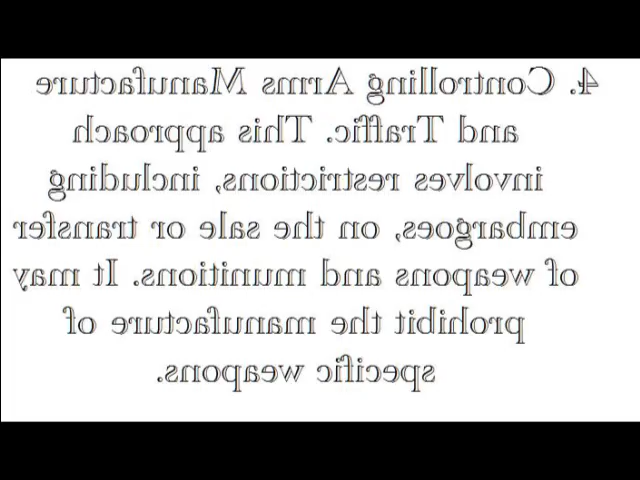 4. Controlling Arms Manufacture
and Traffic. This approach
involves restrictions, including
embargoes, on the sale or transfer
of weapons and munitions. It may
prohibit the manufacture of
specific weapons.